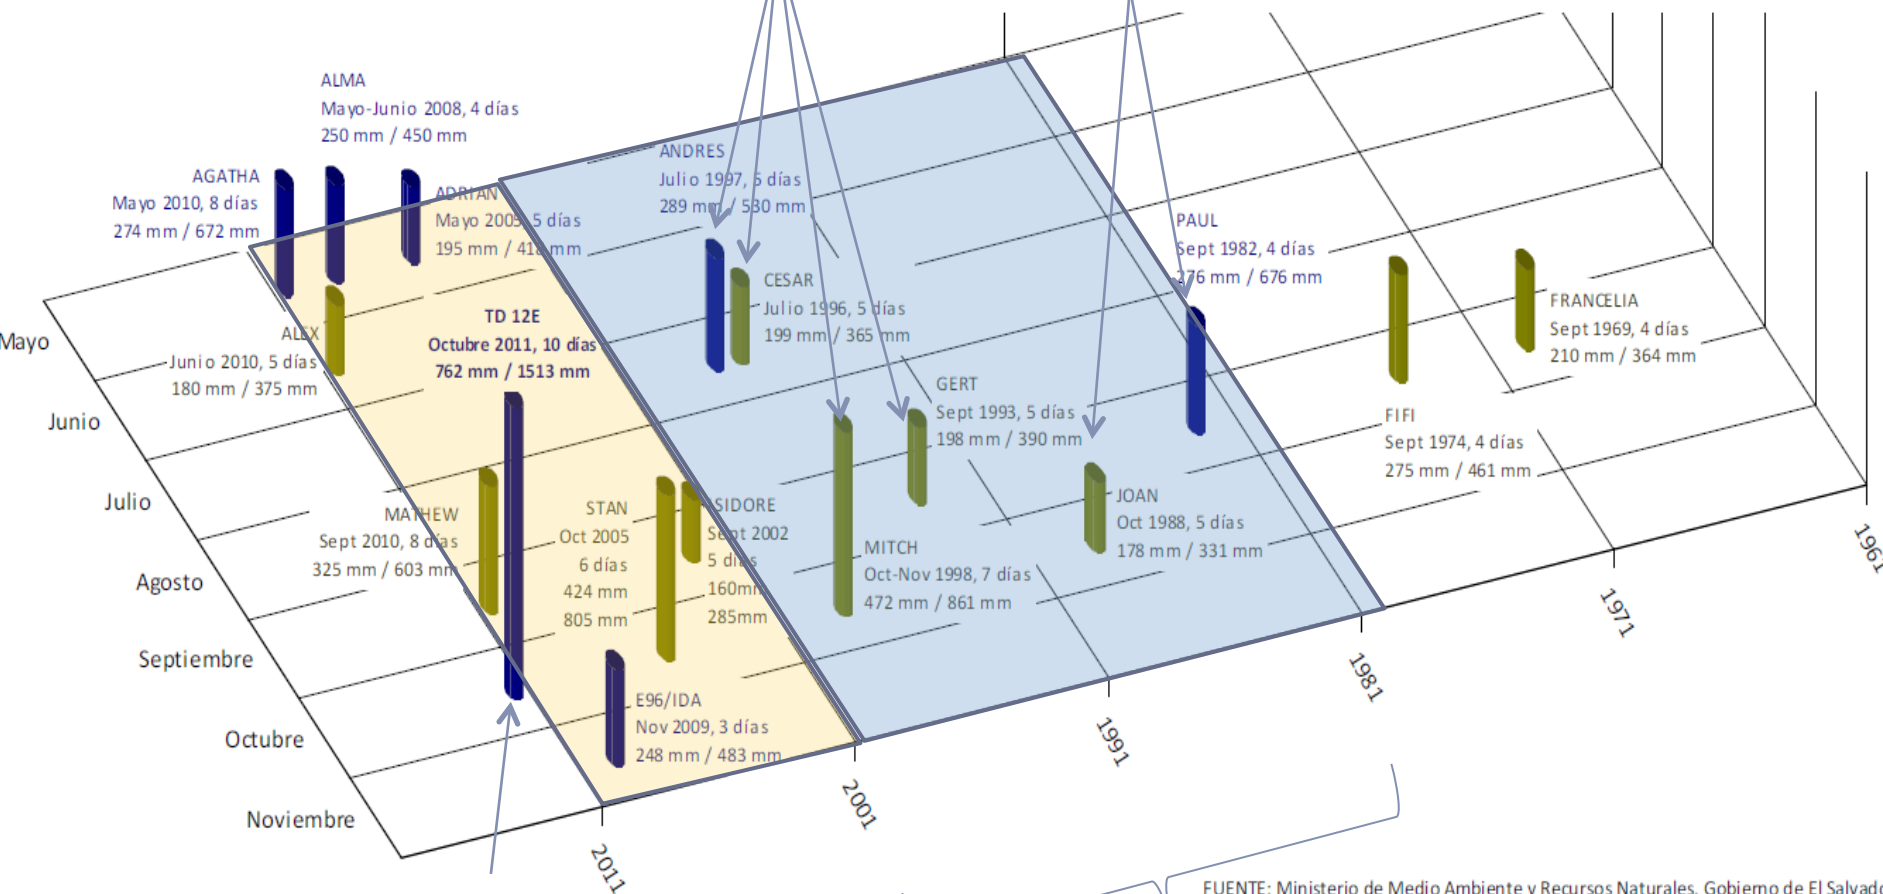 ALMA
Mayo-Junio 2008, 4 días
250 mm / 450 mm
AGATHA
Mayo 2010, 8 días
274 mm / 672 mm
ADRIAN
Mayo 2005, 5 días
195 mm / 418 mm
ANDRES
Julio 1997, 5 días
289 mm / 530 mm
PAUL
Sept 1982, 4 días
276 mm / 676 mm
CESAR
Julio 1996, 5 días
199 mm / 365 mm
FRANCELIA
Sept 1969, 4 días
210 mm / 364 mm
ALEX
Junio 2010, 5 días
180 mm / 375 mm
TD 12E
Octubre 2011, 10 días
762 mm / 1513 mm
GERT
Sept 1993, 5 días
198 mm / 390 mm
FIFI
Sept 1974, 4 días
275 mm / 461 mm
MATHEW
Sept 2010, 8 días
325 mm / 603 mm
STAN
Oct 2005
6 días
424 mm
805 mm
ISIDORE
Sept 2002
5 días
160mm
285mm
MITCH
Oct-Nov 1998, 7 días
472 mm / 861 mm
JOAN
Oct 1988, 5 días
178 mm / 331 mm
E96/IDA
Nov 2009, 3 días
248 mm / 483 mm
Mayo
Junio
Julio
Agosto
Septiembre
Octubre
Noviembre
2011
2001
1991
1981
1971
1961
FUENTE: Ministerio de Medio Ambiente y Recursos Naturales. Gobierno de El Salvado